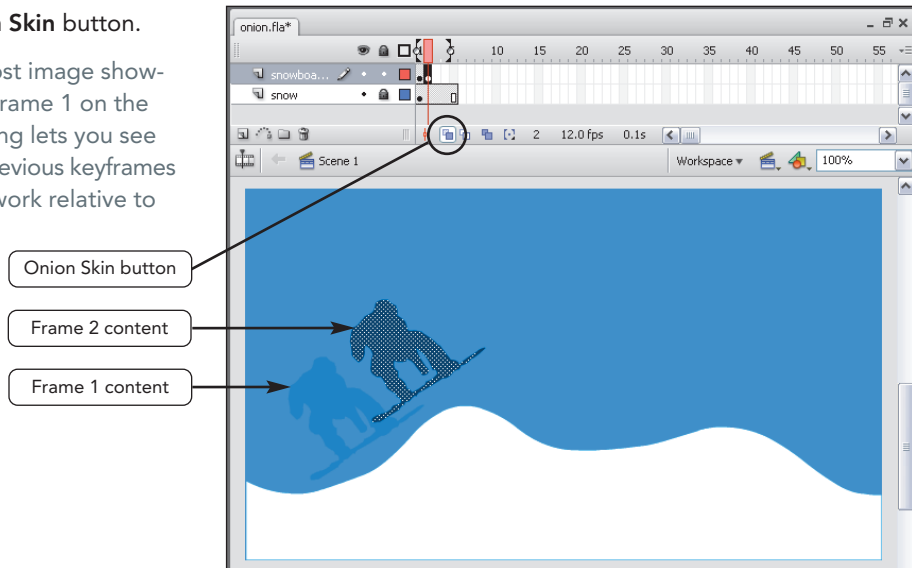 n Skin button.
ost image show-
rame 1 on the
ng lets you see
evious keyframes
work relative to
Onion Skin button
Frame 2 content
Frame 1 content
onion.fla*
1 5 10 15 20 25 30 35 40 45 50 55
snowboa...
snow
2 12.0 fps 0.1s
Scene 1 Workspace 100%